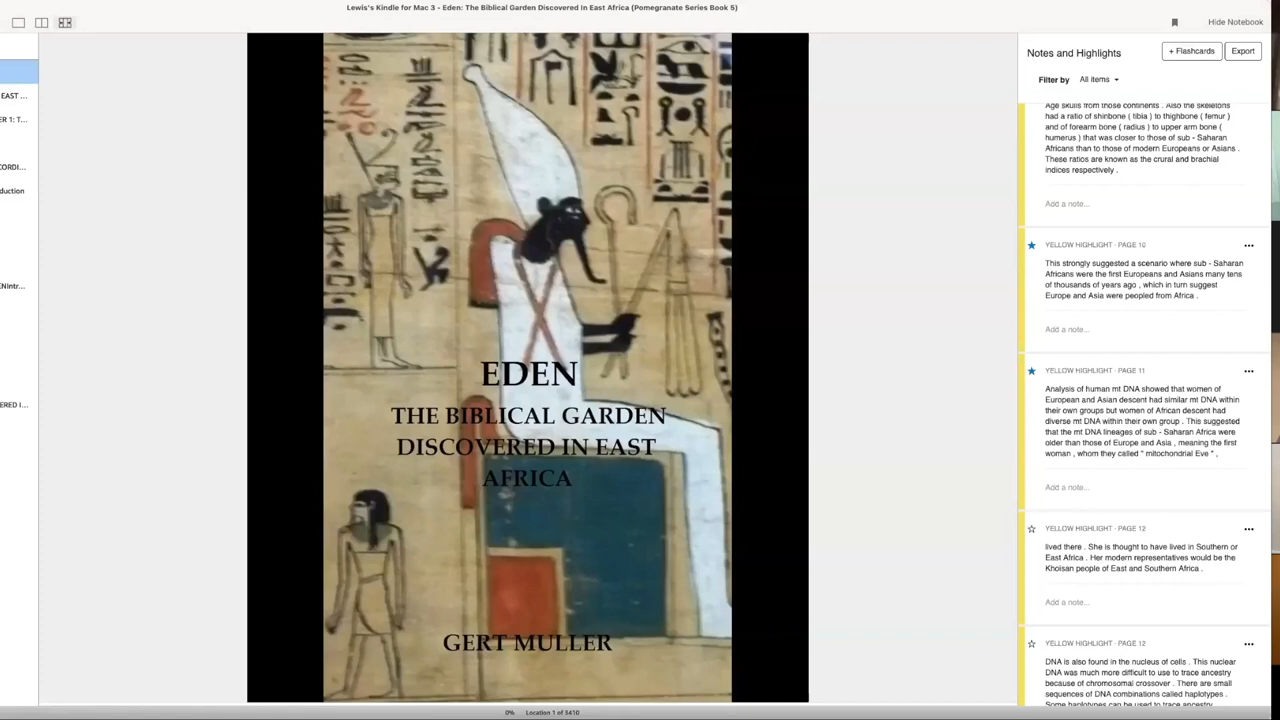 Lewis's Kindle for Mac 3 - Eden: The Biblical Garden Discovered In East Africa (Pomegranate Series Book 5)
Hide Notebook
EAST ...
ER 1: T...
CORDI...
duction
ENintr...
ERED I...
EDEN
THE BIBLICAL GARDEN
DISCOVERED IN EAST
AFRICA
GERT MULLER
0% Location 1 of 5410
Notes and Highlights
+ Flashcards
Export
Filter by All items
Age skulls from those continents . Also the skeletons
had a ratio of shinbone ( tibia ) to thighbone ( femur )
and of forearm bone ( radius ) to upper arm bone (
humerus ) that was closer to those of sub - Saharan
Africans than to those of modern Europeans or Asians .
These ratios are known as the crural and brachial
indices respectively .
Add a note...
YELLOW HIGHLIGHT · PAGE 10
This strongly suggested a scenario where sub - Saharan
Africans were the first Europeans and Asians many tens
of thousands of years ago , which in turn suggest
Europe and Asia were peopled from Africa .
Add a note...
YELLOW HIGHLIGHT · PAGE 11
Analysis of human mt DNA showed that women of
European and Asian descent had similar mt DNA within
their own groups but women of African descent had
diverse mt DNA within their own group . This suggested
that the mt DNA lineages of sub - Saharan Africa were
older than those of Europe and Asia , meaning the first
woman , whom they called " mitochondrial Eve " ,
Add a note...
YELLOW HIGHLIGHT · PAGE 12
lived there . She is thought to have lived in Southern or
East Africa . Her modern representatives would be the
Khoisan people of East and Southern Africa .
Add a note...
YELLOW HIGHLIGHT · PAGE 12
DNA is also found in the nucleus of cells . This nuclear
DNA was much more difficult to use to trace ancestry
because of chromosomal crossover . There are small
sequences of DNA combinations called haplotypes .
Some haplotypes can be used to trace ancestry